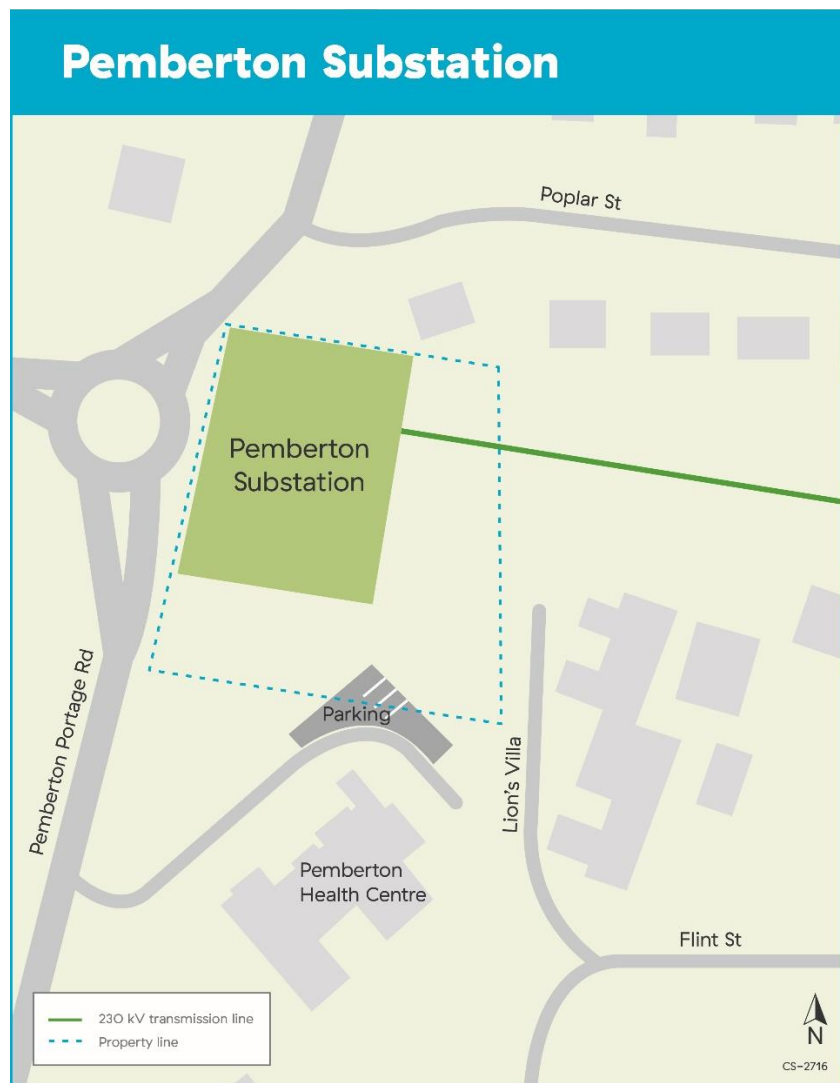 Pemberton Substation
Poplar St
Pemberton
Substation
Pemberton Portage Rd
Parking
Lion's Villa
Pemberton
Health Centre
Flint St
230 kV transmission line
Property line
N
CS-2716